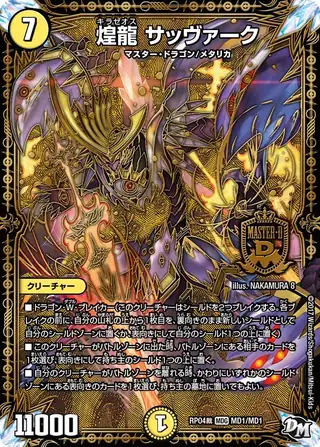 7
キラゼオス
煌龍 サッヴァーク
マスター・ドラゴン/メタリカ
MASTER-D
D
W
illus. NAKAMURA 8
クリーチャー
■ドラゴン・W・ブレイカー(このクリーチャーはシールドを2つブレイクする。各ブレイクの前に、自分の山札の上から1枚目を、裏向きのまま新しいシールドとして自分のシールドゾーンに置くか、表向きにして自分のシールド1つの上に置く)
■このクリーチャーがバトルゾーンに出た時、バトルゾーンにある相手のカードを1枚選び、表向きにして持ち主のシールド1つの上に置く。
■このクリーチャーがバトルゾーンを離れる時、かわりにいずれかのシールドゾーンにある表向きのカードを1枚選び、持ち主の墓地に置いてもよい。
11000
1
RP04裁 MDG MD1/MD1
DM